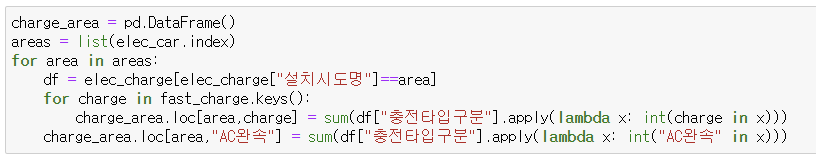 charge_area = pd.DataFrame()
areas = list(elec_car.index)
for area in areas:
    df = elec_charge[elec_charge["설치시도명"]==area]
    for charge in fast_charge.keys():
        charge_area.loc[area,charge] = sum(df["충전타입구분"].apply(lambda x: int(charge in x)))
    charge_area.loc[area,"AC완속"] = sum(df["충전타입구분"].apply(lambda x: int("AC완속" in x)))